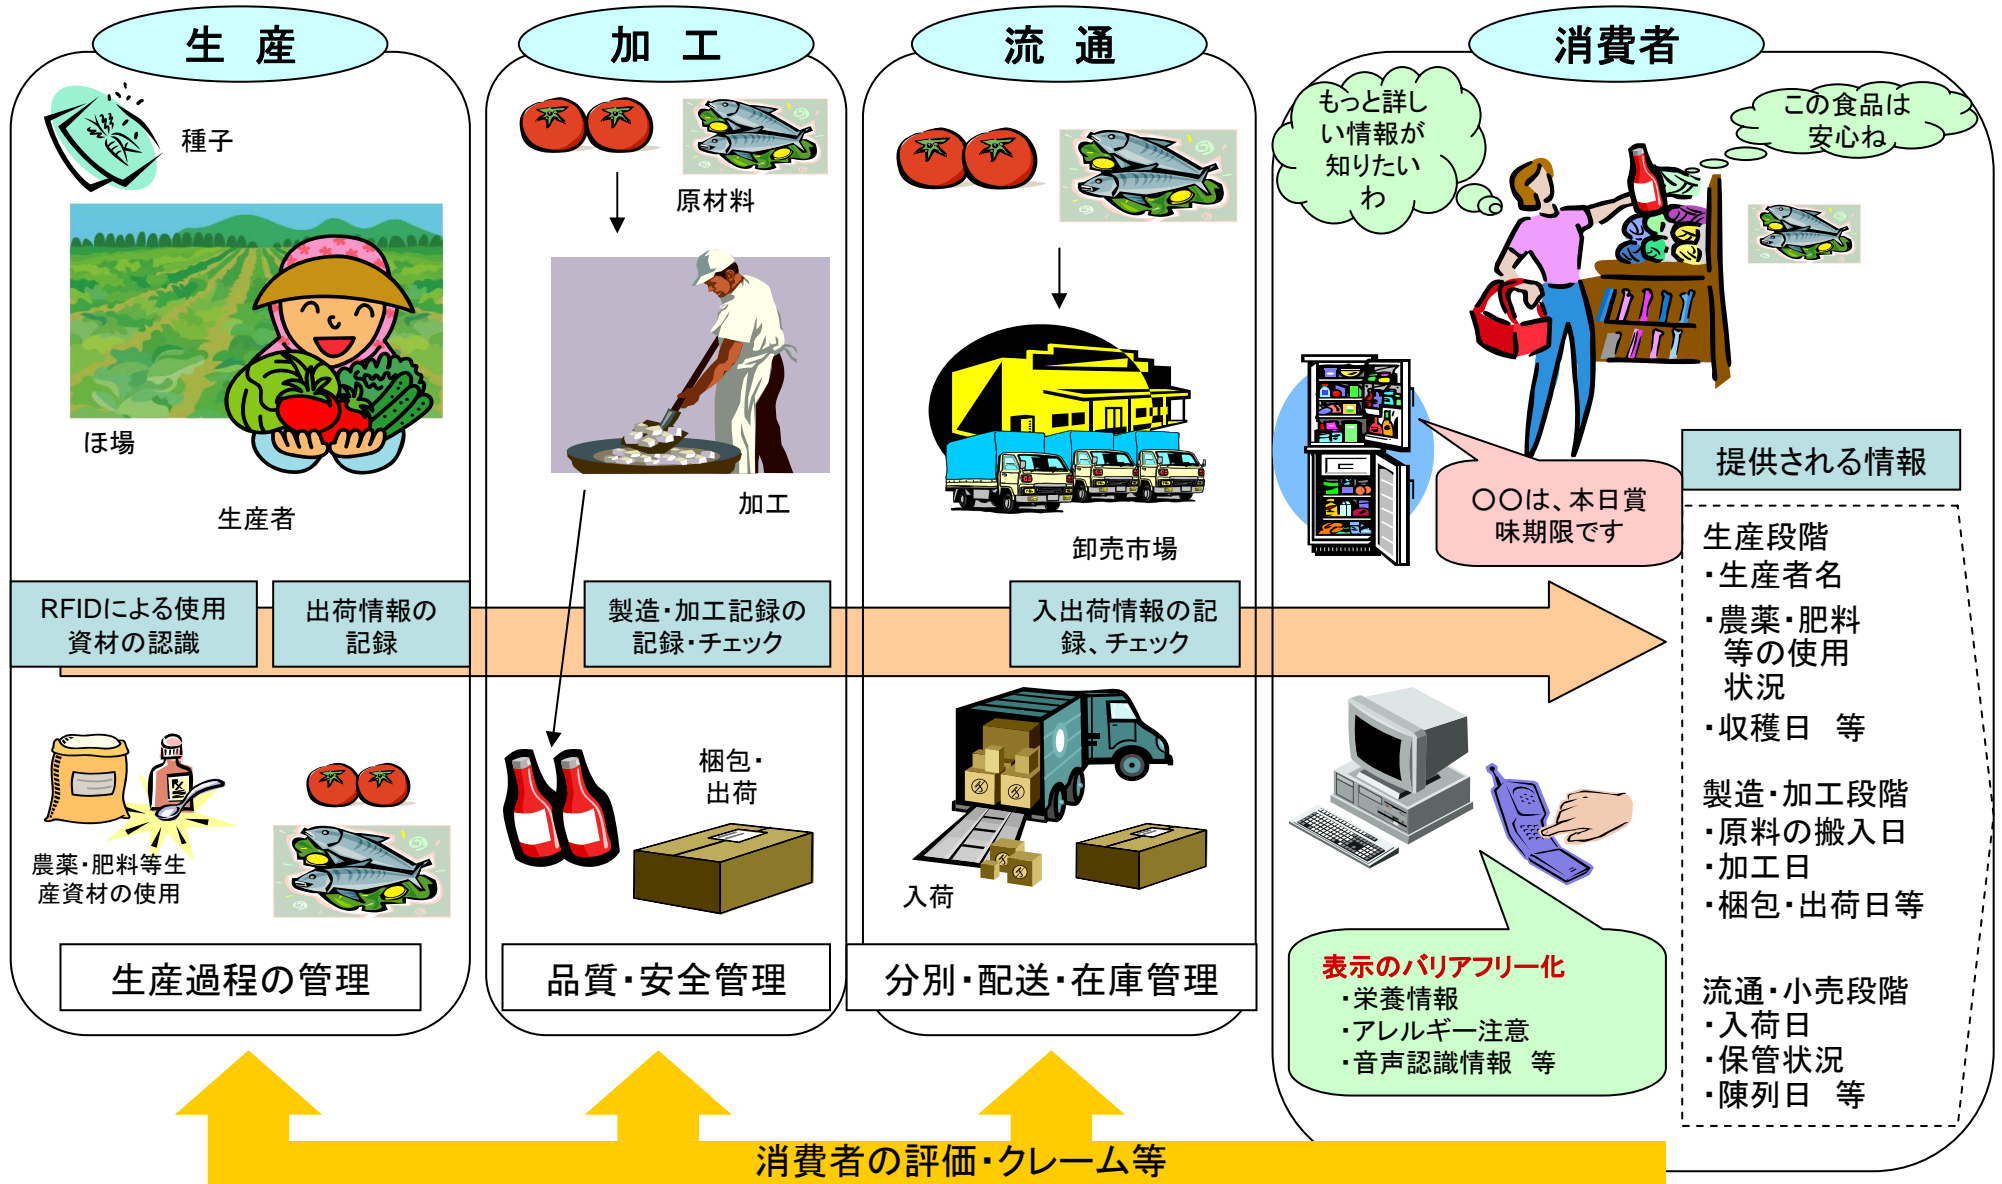 生　産
種子
ほ場
生産者
RFIDによる使用
資材の認識
出荷情報の
記録
農薬・肥料等生
産資材の使用
生産過程の管理
加　工
原材料
加工
製造・加工記録の
記録・チェック
梱包・
出荷
品質・安全管理
流　通
卸売市場
入出荷情報の記
録、チェック
入荷
分別・配送・在庫管理
消費者
もっと詳し
い情報が
知りたい
わ
この食品は
安心ね
〇〇は、本日賞
味期限です
表示のバリアフリー化
・栄養情報
・アレルギー注意
・音声認識情報　等
提供される情報
生産段階
・生産者名
・農薬・肥料
等の使用
状況
・収穫日　等
製造・加工段階
・原料の搬入日
・加工日
・梱包・出荷日等
流通・小売段階
・入荷日
・保管状況
・陳列日　等
消費者の評価・クレーム等